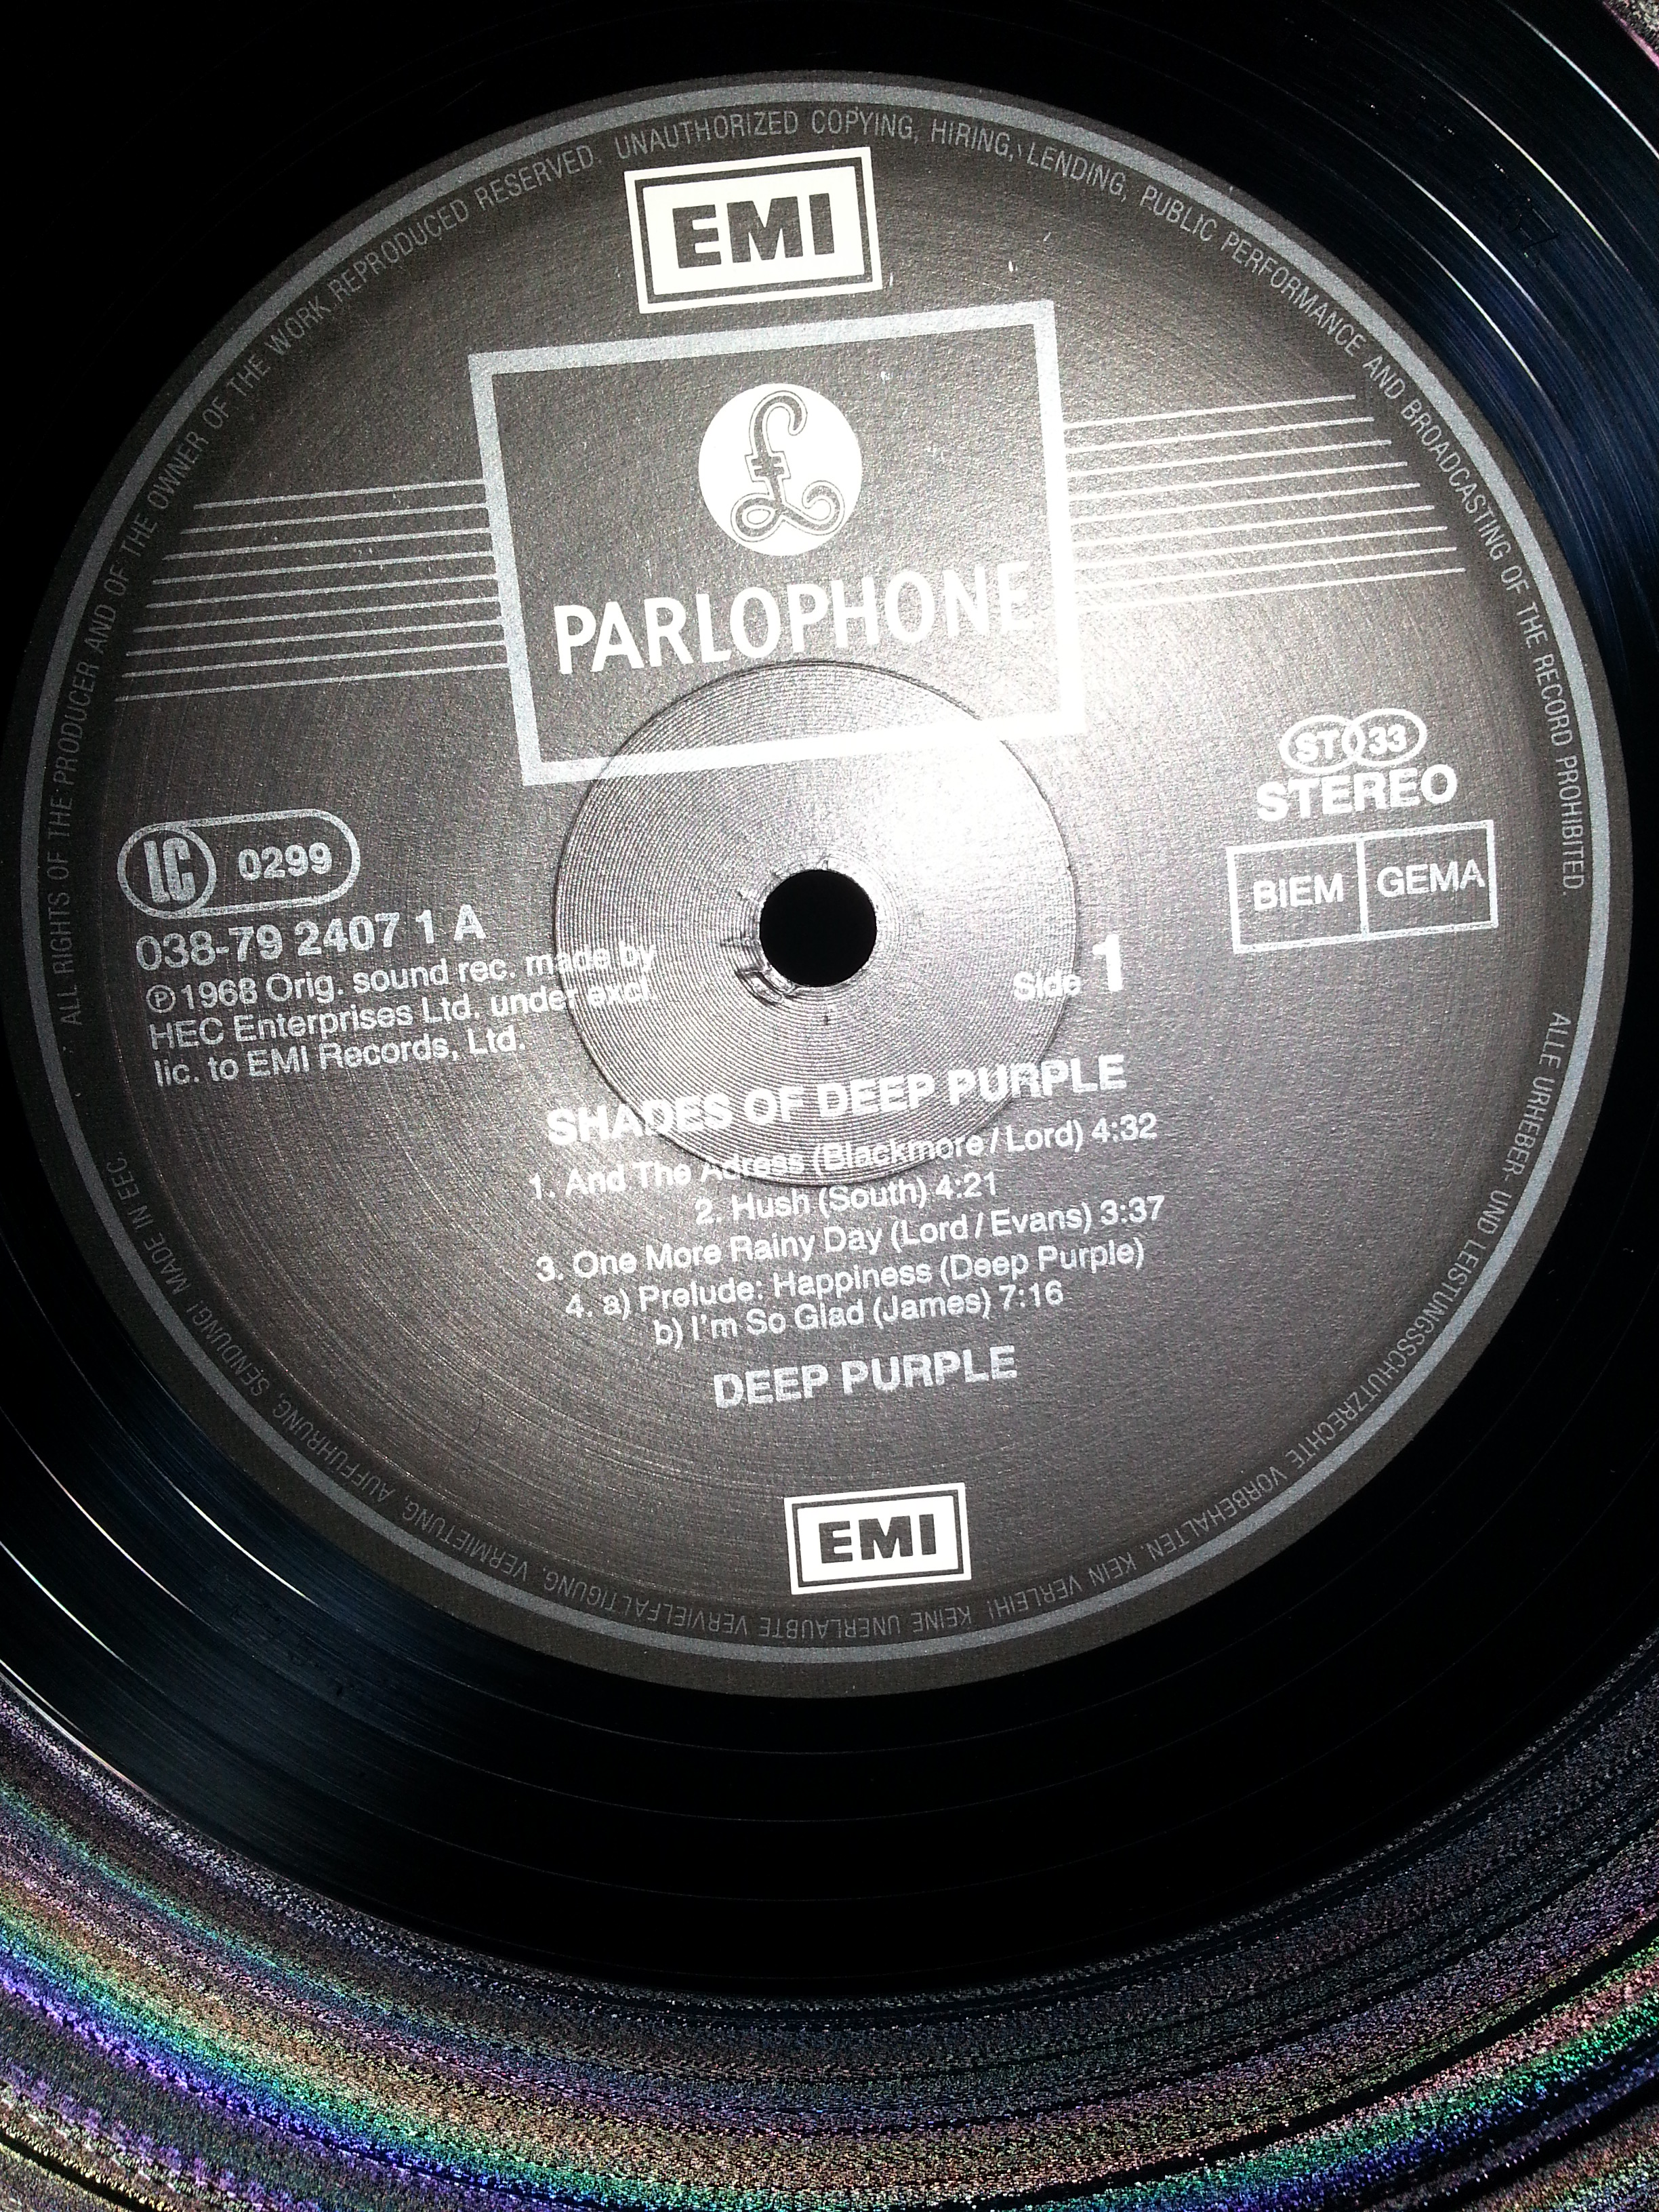 ALL RIGHTS OF THE PRODUCER AND OF THE OWNER OF THE WORK REPRODUCED RESERVED. UNAUTHORIZED COPYING, HIRING, LENDING, PUBLIC PERFORMANCE AND BROADCASTING OF THE RECORD PROHIBITED.
EMI
£
PARLOPHONE
ST 33
STEREO
BIEM GEMA
LC 0299
038-79 2407 1 A
℗ 1968 Orig. sound rec. made by
HEC Enterprises Ltd. under excl.
lic. to EMI Records, Ltd.
Side 1
SHADES OF DEEP PURPLE
1. And The Adress (Blackmore / Lord) 4:32
2. Hush (South) 4:21
3. One More Rainy Day (Lord / Evans) 3:37
4. a) Prelude: Happiness (Deep Purple)
b) I'm So Glad (James) 7:16
DEEP PURPLE
EMI
ALLE URHEBER- UND LEISTUNGSSCHUTZRECHTE VORBEHALTEN. KEIN VERLEIH! KEINE UNERLAUBTE VERVIELFALTIGUNG, VERMIETUNG, AUFFUHRUNG, SENDUNG! MADE IN EEC